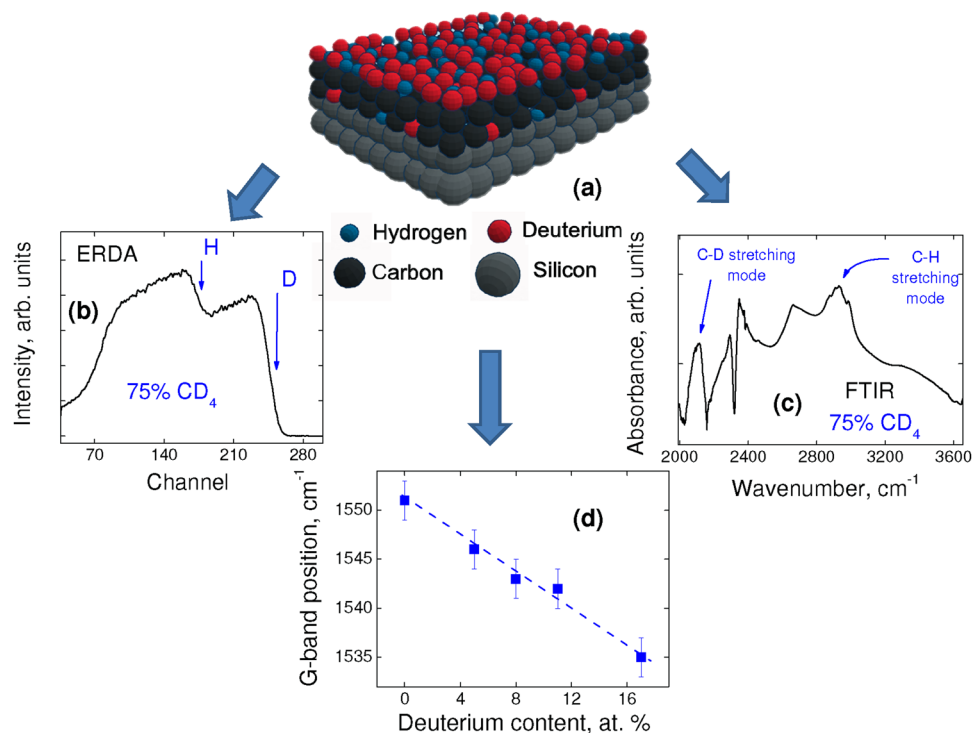 (a)
Hydrogen
Deuterium
Carbon
Silicon
ERDA
H
D
(b)
75% CD4
Intensity, arb. units
70
140
210
280
Channel
C-D stretching
mode
C-H
stretching
mode
(c)
FTIR
75% CD4
Absorbance, arb. units
2000
2400
2800
3200
3600
Wavenumber, cm-1
(d)
G-band position, cm-1
1550
1545
1540
1535
0
4
8
12
16
Deuterium content, at. %